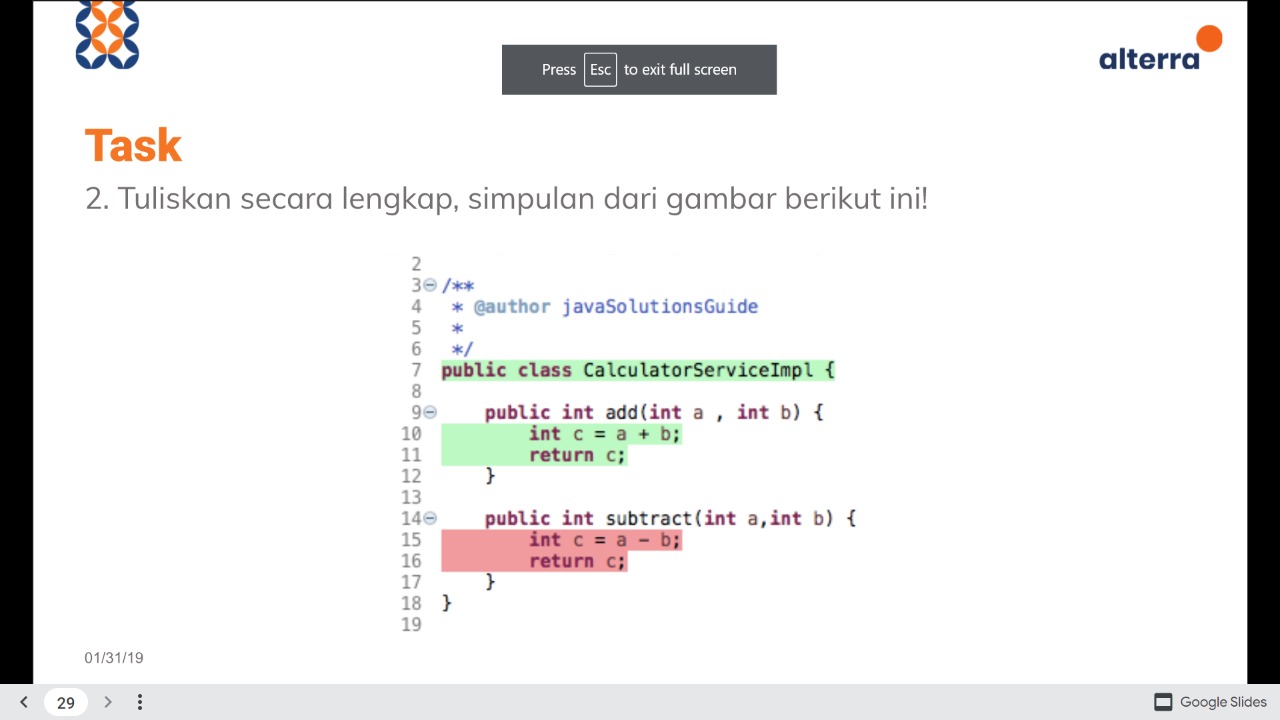 alterra
Press Esc to exit full screen
Task
2. Tuliskan secara lengkap, simpulan dari gambar berikut ini!
2
3 /**
4 * @author javaSolutionsGuide
5 *
6 */
7 public class CalculatorServiceImpl {
8
9 public int add(int a , int b) {
10 int c = a + b;
11 return c;
12 }
13
14 public int subtract(int a,int b) {
15 int c = a - b;
16 return c;
17 }
18 }
19
01/31/19
29
Google Slides